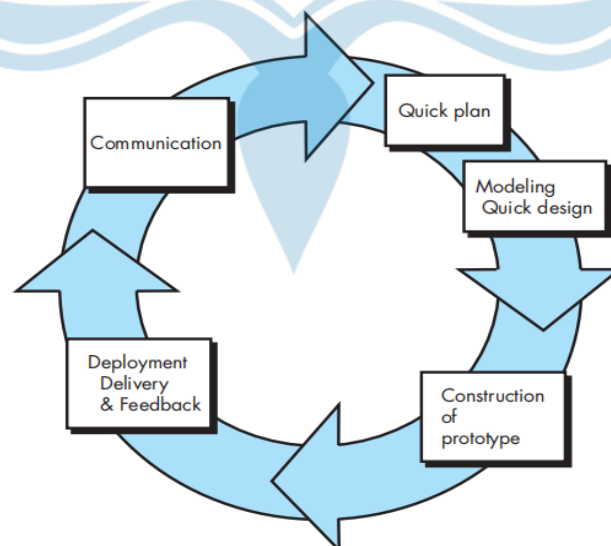 Communication
Quick plan
Modeling
Quick design
Construction
of
prototype
Deployment
Delivery
& Feedback